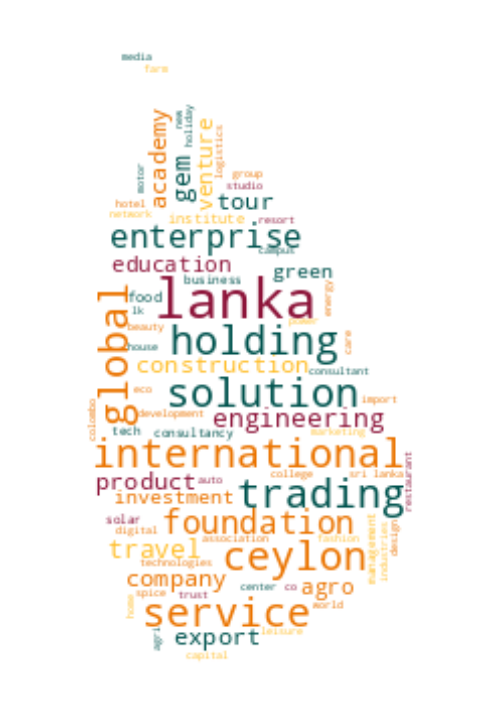 media
farm
new
holiday
academy
gem
venture
logistics
motor
group
studio
hotel
tour
network
institute
resort
enterprise
campus
education
green
business
lanka
energy
food
lk
global
beauty
power
holding
house
care
construction
consultant
eco
solution
import
colombo
development
engineering
tech
consultancy
marketing
international
restaurant
college
sri lanka
product
auto
trading
investment
solar
foundation
design
digital
association
fashion
management
industries
travel
ceylon
technologies
company
center
co
agro
spice
trust
home
service
world
agri
export
leisure
capital